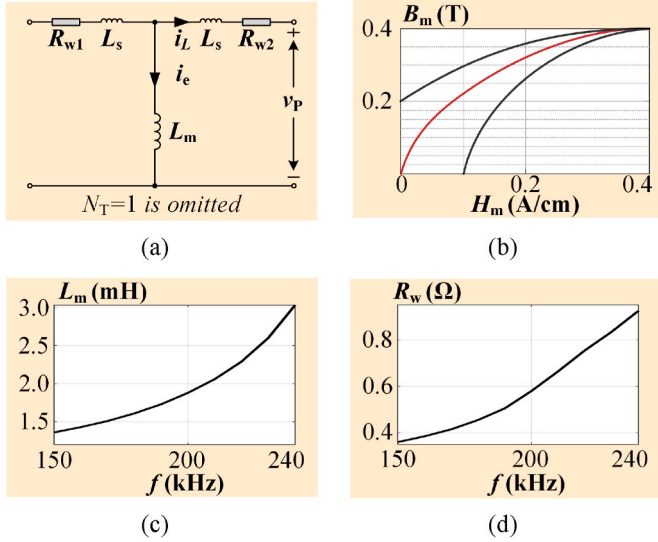 Rw1 Ls iL Ls Rw2
+
ie
vP
Lm
−
NT=1 is omitted
(a)
Bm (T)
0.4
0.2
0 0.2 0.4
Hm (A/cm)
(b)
Lm (mH)
3.0
2.5
2.0
1.5
150 200 240
f (kHz)
(c)
Rw (Ω)
0.8
0.6
0.4
150 200 240
f (kHz)
(d)